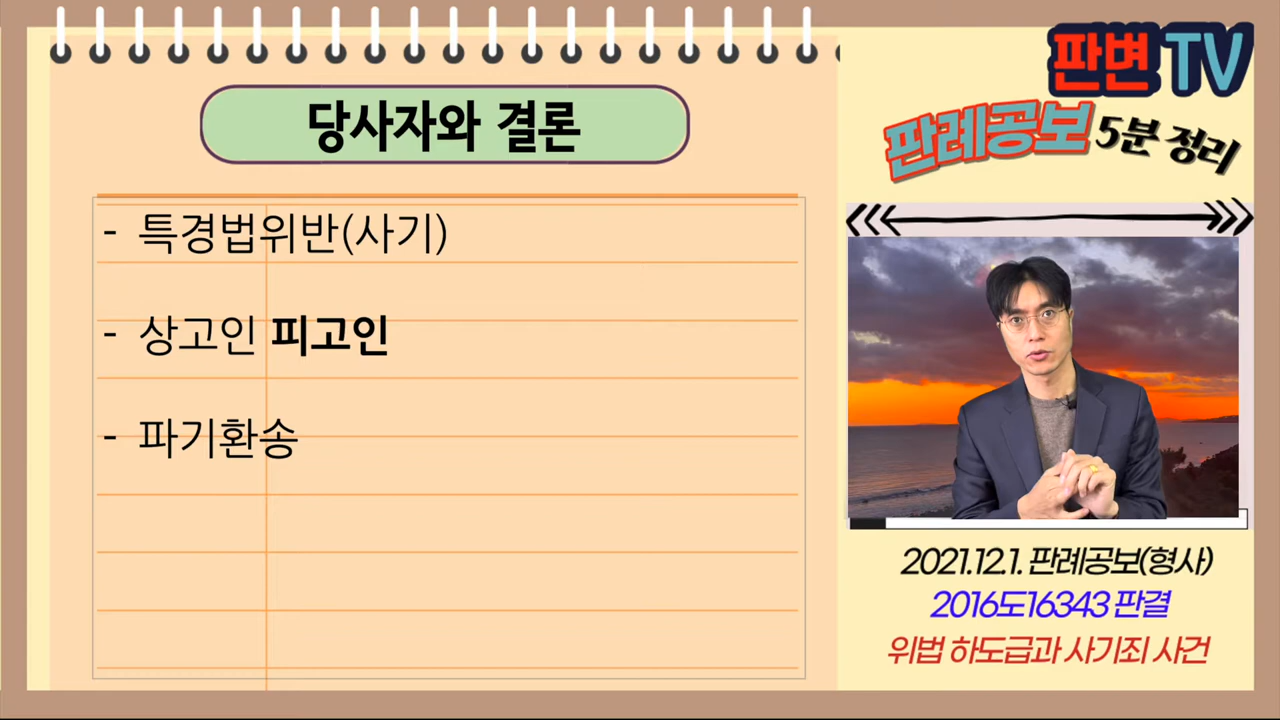 당사자와 결론
- 특경법위반(사기)
- 상고인 피고인
- 파기환송
판변 TV
판례공보 5분 정리
2021.12.1. 판례공보(형사)
2016도16343 판결
위법 하도급과 사기죄 사건